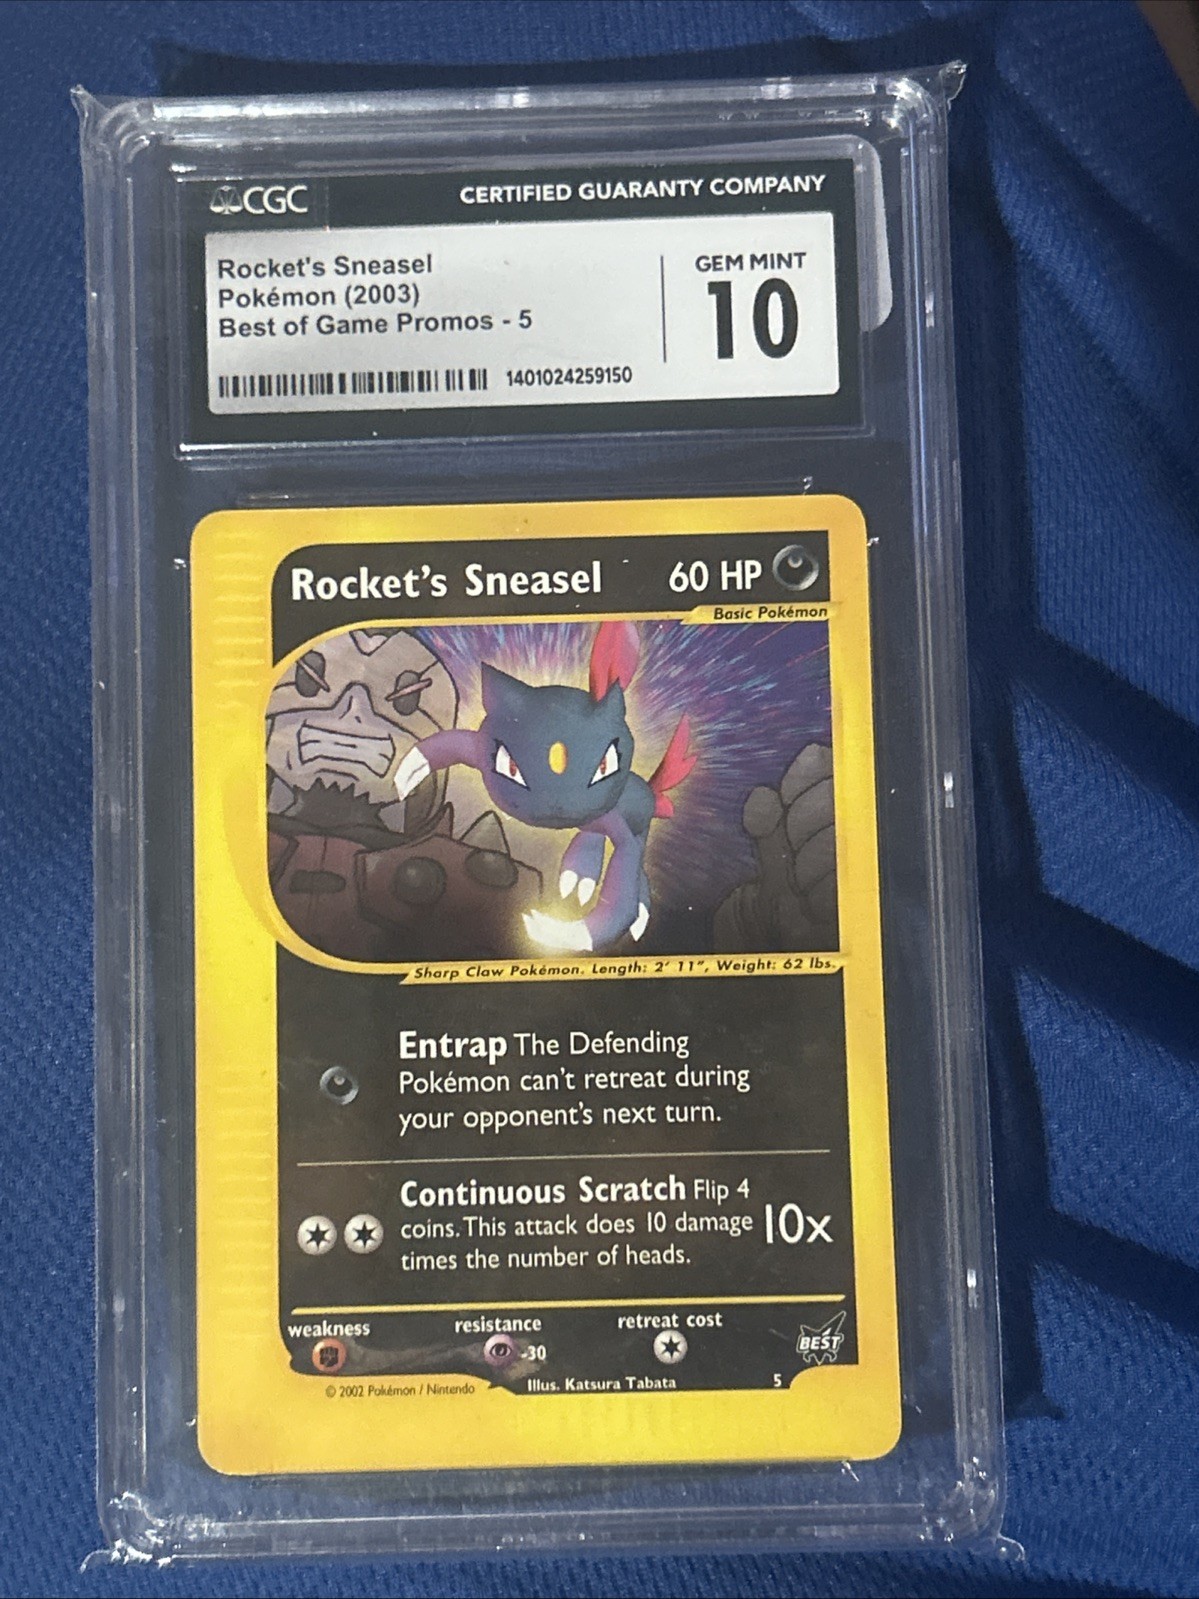 CGC CERTIFIED GUARANTY COMPANY
Rocket's Sneasel
Pokémon (2003)
Best of Game Promos - 5
GEM MINT
10
1401024259150
Rocket's Sneasel 60 HP
Basic Pokémon
Sharp Claw Pokémon. Length: 2' 11", Weight: 62 lbs.
Entrap The Defending
Pokémon can't retreat during
your opponent's next turn.
Continuous Scratch Flip 4
coins. This attack does 10 damage
times the number of heads.
10x
weakness resistance retreat cost
-30
BEST
© 2002 Pokémon / Nintendo Illus. Katsura Tabata 5